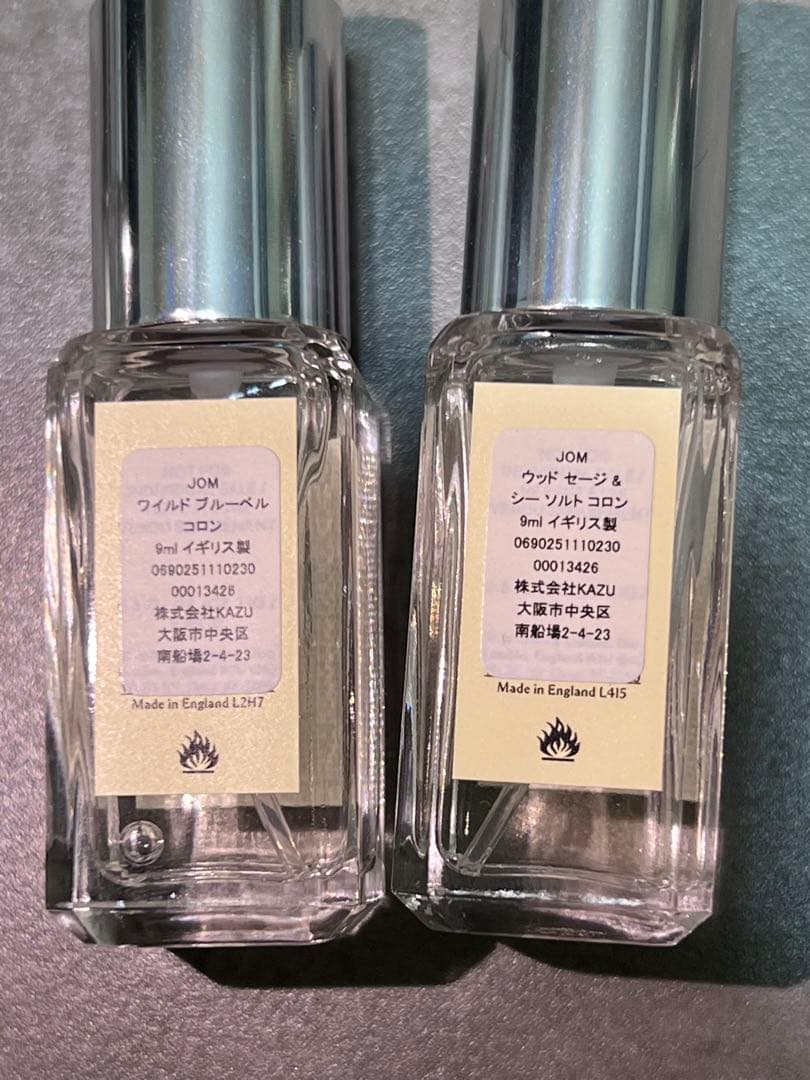 JOM
ワイルド ブルーベル
コロン
9ml イギリス製
0690251110230
00013426
株式会社KAZU
大阪市中央区
南船場2-4-23
Made in England L2H7
JOM
ウッド セージ &
シー ソルト コロン
9ml イギリス製
0690251110230
00013426
株式会社KAZU
大阪市中央区
南船場2-4-23
Made in England L4I5